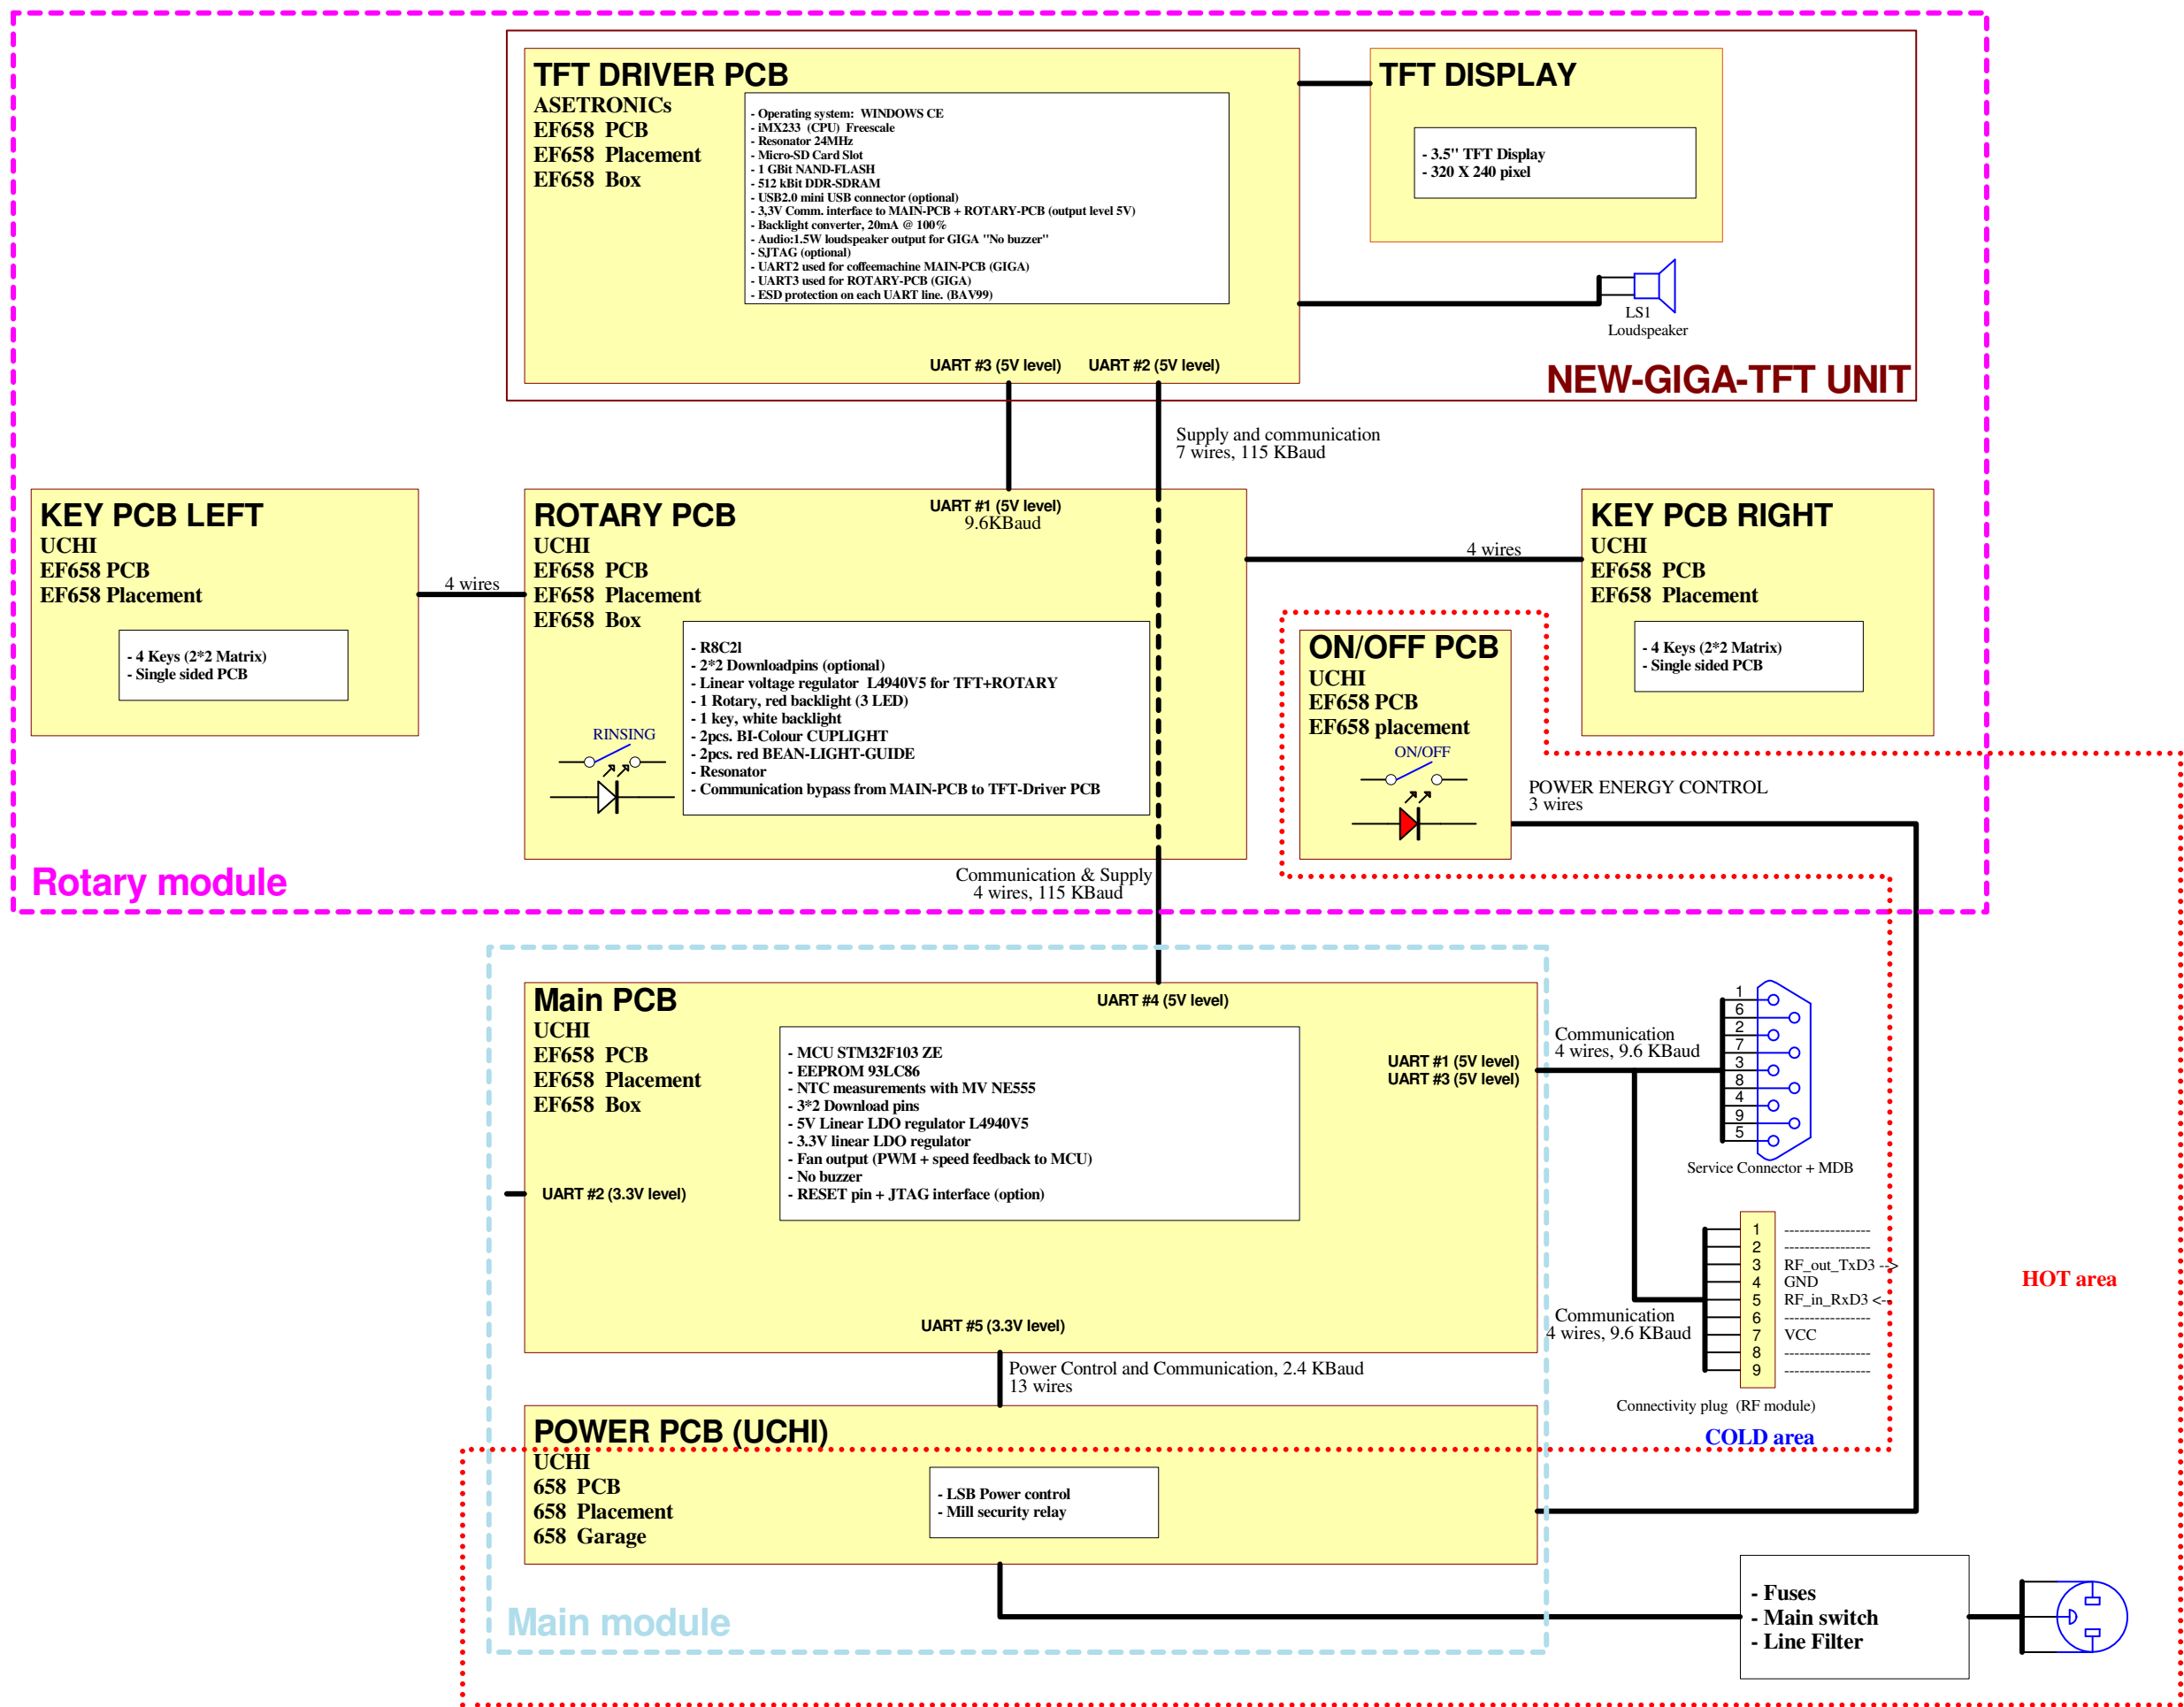 TFT DRIVER PCB
ASETRONICs
EF658 PCB
EF658 Placement
EF658 Box
- Operating system: WINDOWS CE
- iMX233 (CPU) Freescale
- Resonator 24MHz
- Micro-SD Card Slot
- 1 GBit NAND-FLASH
- 512 kBit DDR-SDRAM
- USB2.0 mini USB connector (optional)
- 3,3V Comm. interface to MAIN-PCB + ROTARY-PCB (output level 5V)
- Backlight converter, 20mA @ 100%
- Audio:1.5W loudspeaker output for GIGA "No buzzer"
- SJTAG (optional)
- UART2 used for coffeemachine MAIN-PCB (GIGA)
- UART3 used for ROTARY-PCB (GIGA)
- ESD protection on each UART line. (BAV99)
UART #3 (5V level)
UART #2 (5V level)
TFT DISPLAY
- 3.5" TFT Display
- 320 X 240 pixel
LS1
Loudspeaker
NEW-GIGA-TFT UNIT
Supply and communication
7 wires, 115 KBaud
KEY PCB LEFT
UCHI
EF658 PCB
EF658 Placement
- 4 Keys (2*2 Matrix)
- Single sided PCB
4 wires
ROTARY PCB
UCHI
EF658 PCB
EF658 Placement
EF658 Box
UART #1 (5V level)
9.6KBaud
- R8C2l
- 2*2 Downloadpins (optional)
- Linear voltage regulator L4940V5 for TFT+ROTARY
- 1 Rotary, red backlight (3 LED)
- 1 key, white backlight
- 2pcs. BI-Colour CUPLIGHT
- 2pcs. red BEAN-LIGHT-GUIDE
- Resonator
- Communication bypass from MAIN-PCB to TFT-Driver PCB
RINSING
4 wires
KEY PCB RIGHT
UCHI
EF658 PCB
EF658 Placement
- 4 Keys (2*2 Matrix)
- Single sided PCB
ON/OFF PCB
UCHI
EF658 PCB
EF658 placement
ON/OFF
POWER ENERGY CONTROL
3 wires
Rotary module
Communication & Supply
4 wires, 115 KBaud
Main PCB
UCHI
EF658 PCB
EF658 Placement
EF658 Box
UART #4 (5V level)
- MCU STM32F103 ZE
- EEPROM 93LC86
- NTC measurements with MV NE555
- 3*2 Download pins
- 5V Linear LDO regulator L4940V5
- 3.3V linear LDO regulator
- Fan output (PWM + speed feedback to MCU)
- No buzzer
- RESET pin + JTAG interface (option)
UART #1 (5V level)
UART #3 (5V level)
UART #2 (3.3V level)
UART #5 (3.3V level)
Communication
4 wires, 9.6 KBaud
1
6
2
7
3
8
4
9
5
Service Connector + MDB
Communication
4 wires, 9.6 KBaud
1 -----------------
2 -----------------
3 RF_out_TxD3 -->
4 GND
5 RF_in_RxD3 <--
6 -----------------
7 VCC
8 -----------------
9 -----------------
Connectivity plug (RF module)
COLD area
HOT area
Power Control and Communication, 2.4 KBaud
13 wires
POWER PCB (UCHI)
UCHI
658 PCB
658 Placement
658 Garage
- LSB Power control
- Mill security relay
Main module
- Fuses
- Main switch
- Line Filter